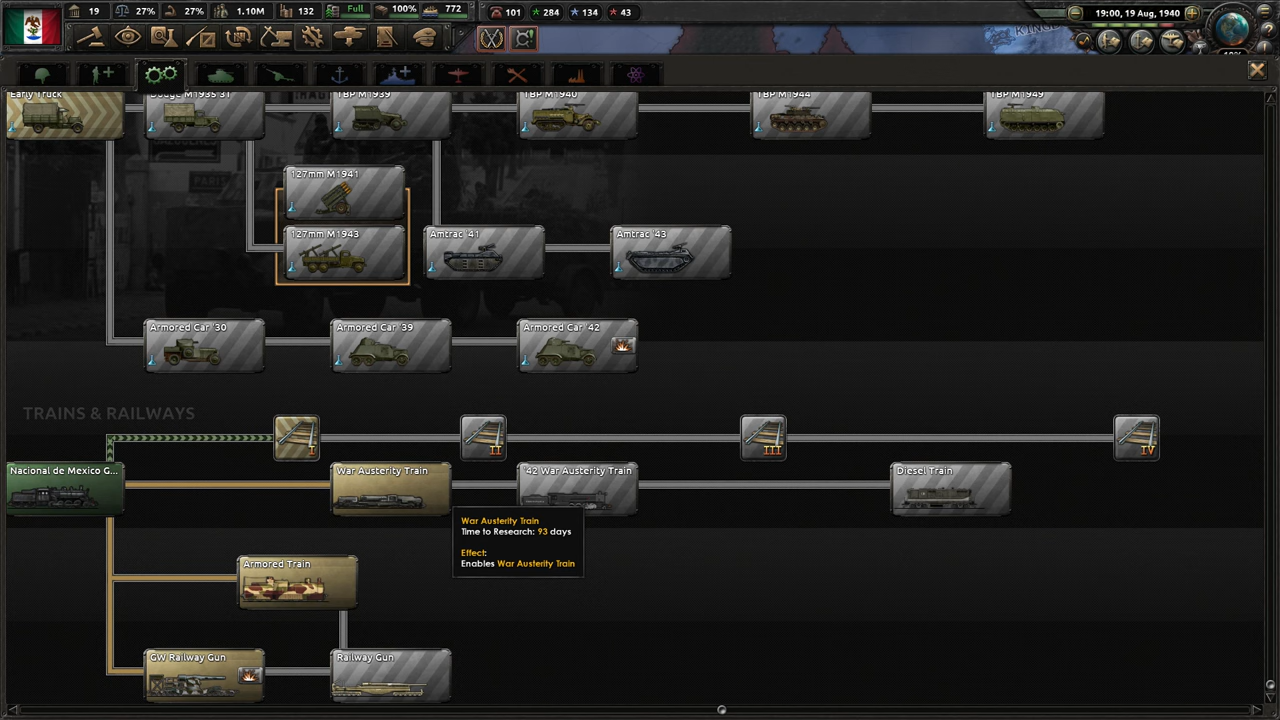 19 27% 27% 1.10M 132 Full 100% 772 101 284 134 43 19:00, 19 Aug, 1940
Early Truck Dodge M1935-31 TBP M1939 TBP M1940 TBP M1944 TBP M1949
127mm M1941
127mm M1943 Amtrac '41 Amtrac '43
Armored Car '30 Armored Car '39 Armored Car '42
TRAINS & RAILWAYS
I II III IV
Nacional de Mexico G... War Austerity Train '42 War Austerity Train Diesel Train
War Austerity Train
Time to Research: 93 days
Effect:
Enables War Austerity Train
Armored Train
GW Railway Gun Railway Gun